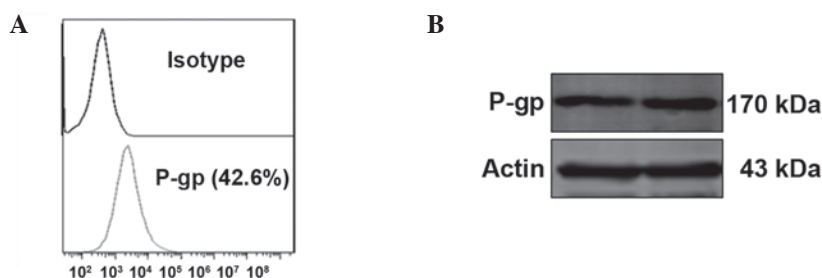 A
Isotype
P-gp (42.6%)
10² 10³ 10⁴ 10⁵ 10⁶ 10⁷ 10⁸
B
P-gp 170 kDa
Actin 43 kDa